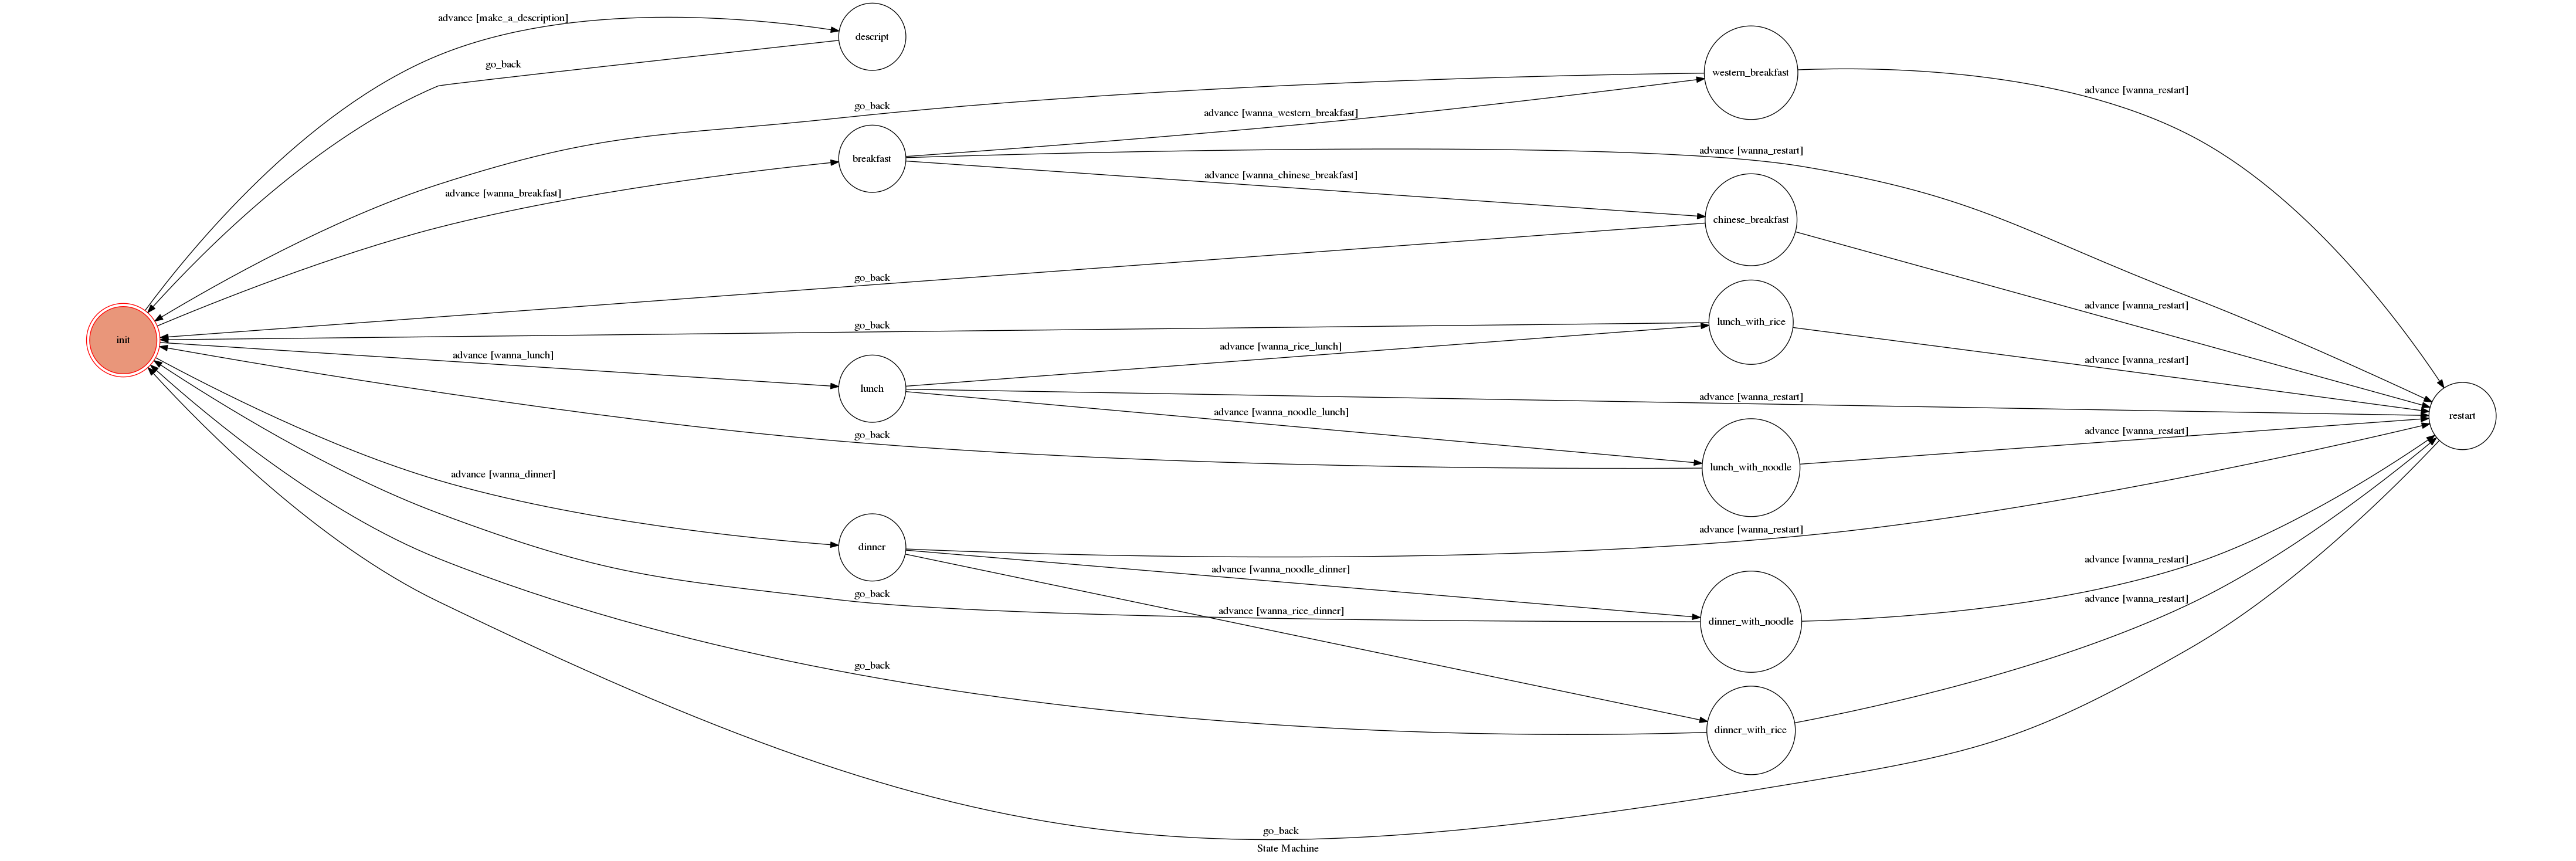 advance [make_a_description]
descript
go_back
western_breakfast
advance [wanna_restart]
go_back
advance [wanna_western_breakfast]
breakfast
advance [wanna_restart]
advance [wanna_chinese_breakfast]
advance [wanna_breakfast]
chinese_breakfast
go_back
advance [wanna_restart]
lunch_with_rice
go_back
init
advance [wanna_rice_lunch]
advance [wanna_lunch]
advance [wanna_restart]
lunch
advance [wanna_restart]
advance [wanna_noodle_lunch]
restart
go_back
advance [wanna_restart]
lunch_with_noodle
advance [wanna_dinner]
advance [wanna_restart]
dinner
advance [wanna_restart]
advance [wanna_noodle_dinner]
go_back
advance [wanna_restart]
advance [wanna_rice_dinner]
dinner_with_noodle
go_back
dinner_with_rice
go_back
State Machine